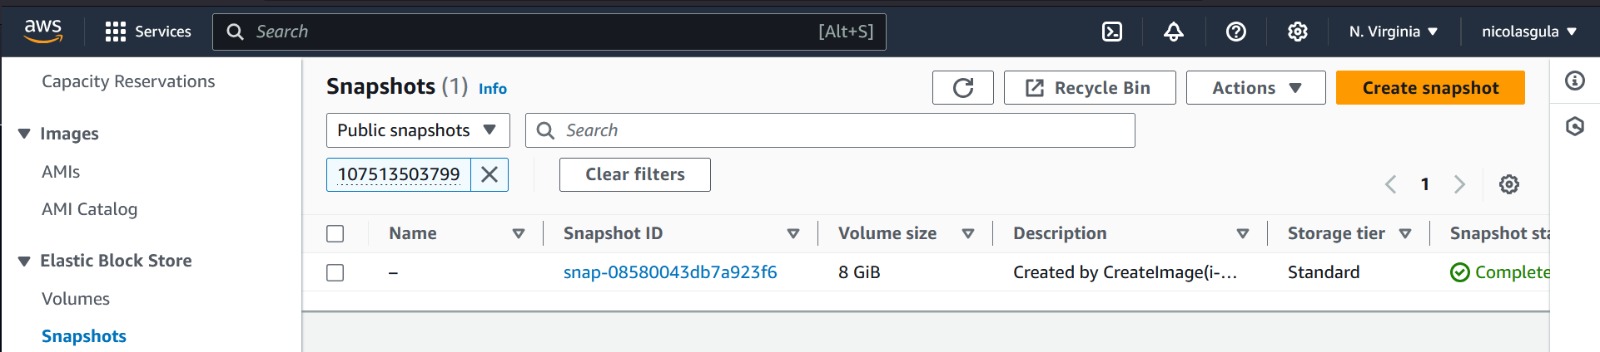 aws
Services
Search
[Alt+S]
N. Virginia
nicolasgula
Capacity Reservations
Images
AMIs
AMI Catalog
Elastic Block Store
Volumes
Snapshots
Snapshots (1) Info
Recycle Bin
Actions
Create snapshot
Public snapshots
Search
107513503799
Clear filters
1
Name Snapshot ID Volume size Description Storage tier Snapshot sta
– snap-08580043db7a923f6 8 GiB Created by CreateImage(i-... Standard Complete